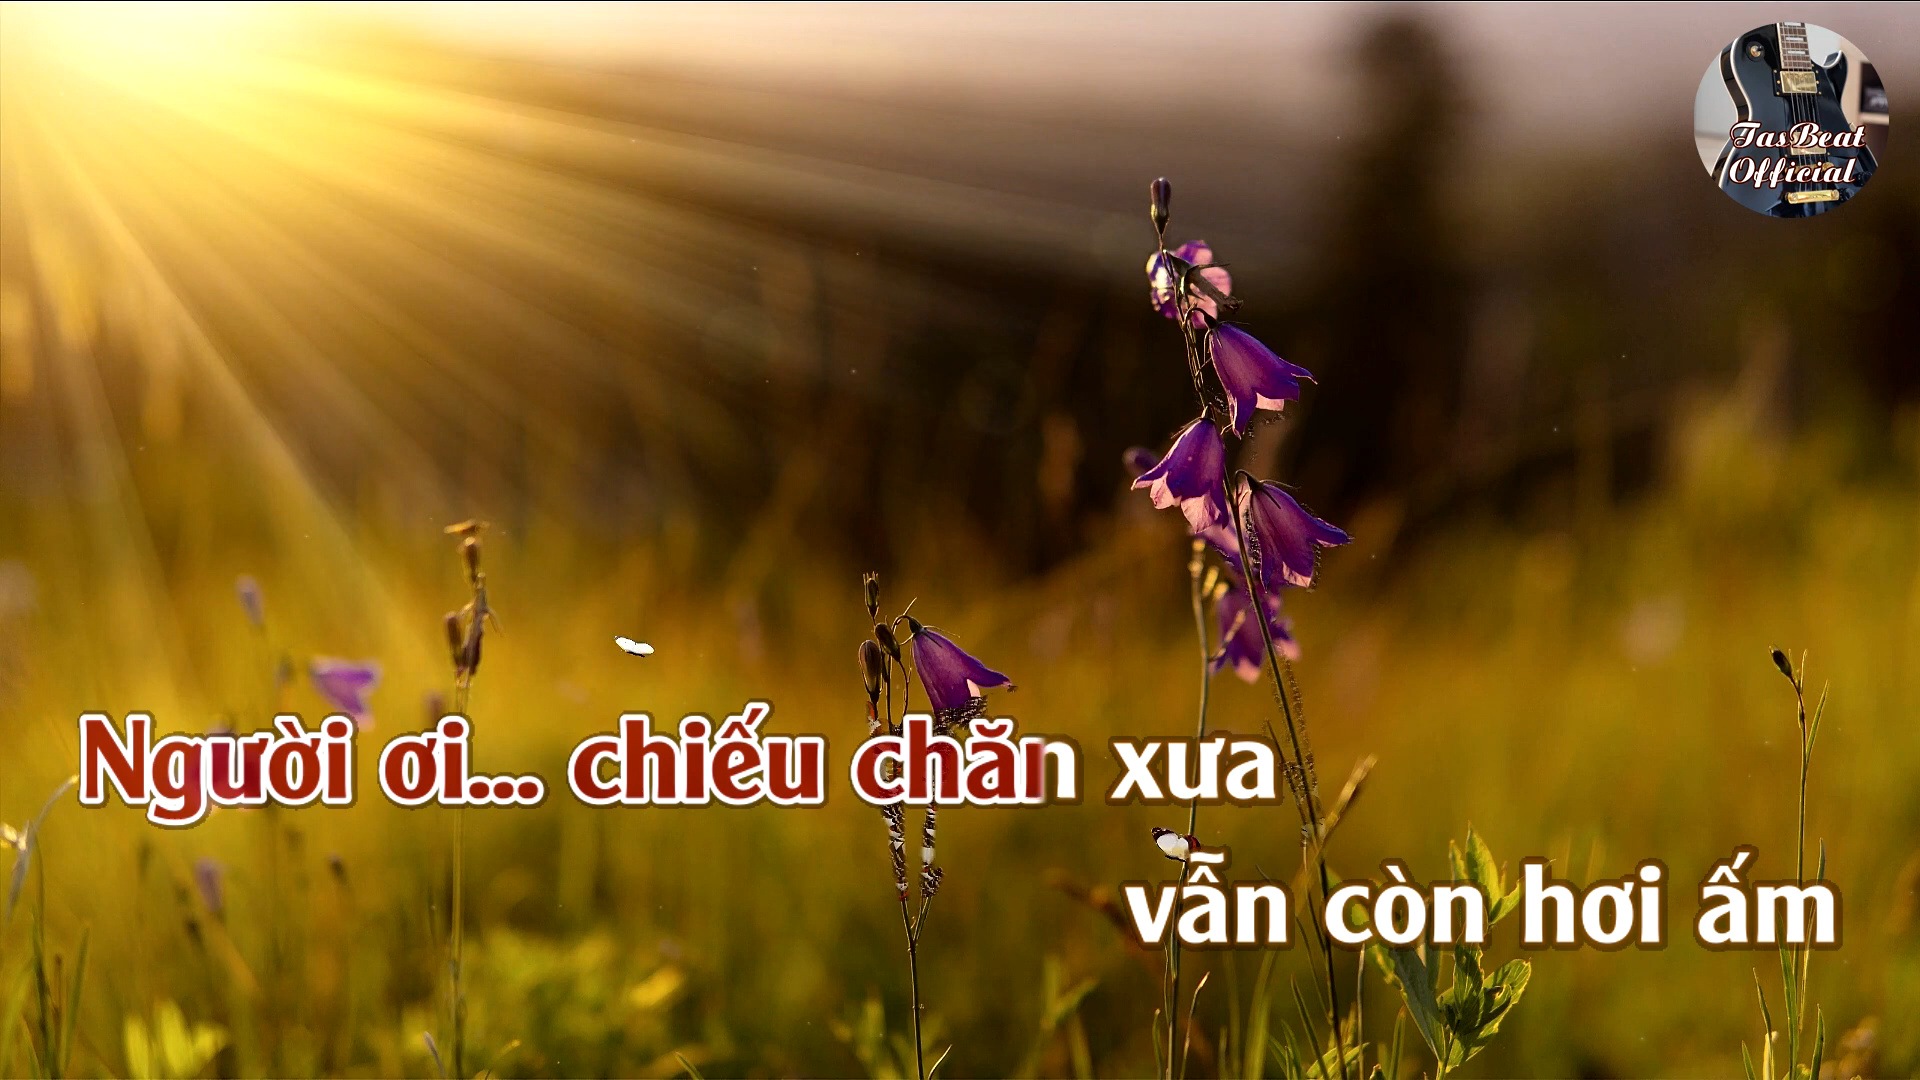 TasBeat
Official
Người ơi... chiếu chăn xưa
vẫn còn hơi ấm